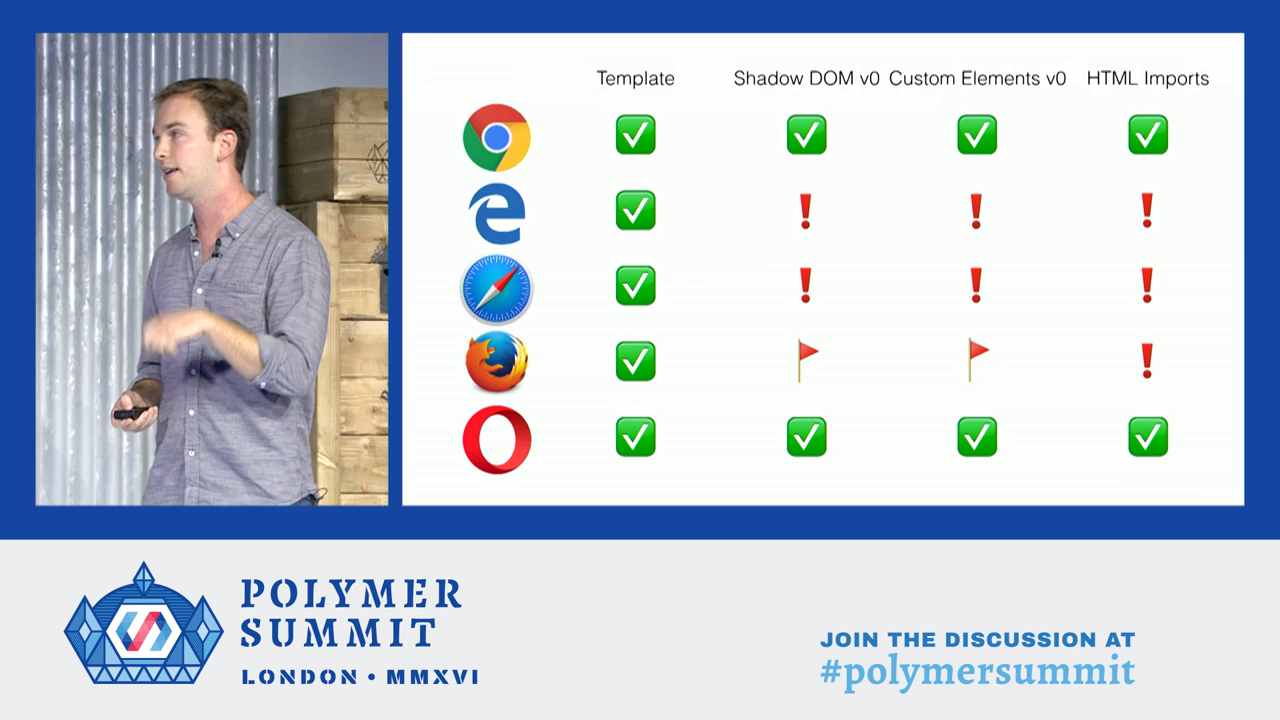 Template Shadow DOM v0 Custom Elements v0 HTML Imports
POLYMER
SUMMIT
LONDON • MMXVI
JOIN THE DISCUSSION AT
#polymersummit